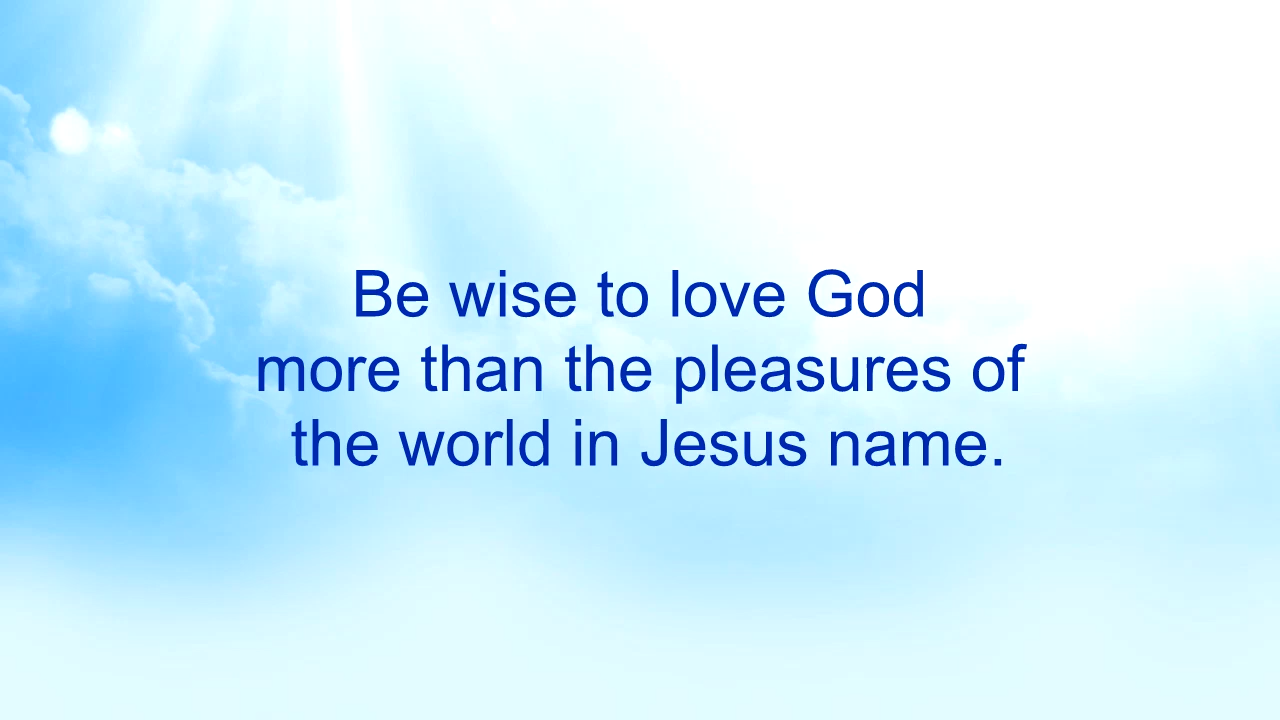 Be wise to love God
more than the pleasures of
the world in Jesus name.